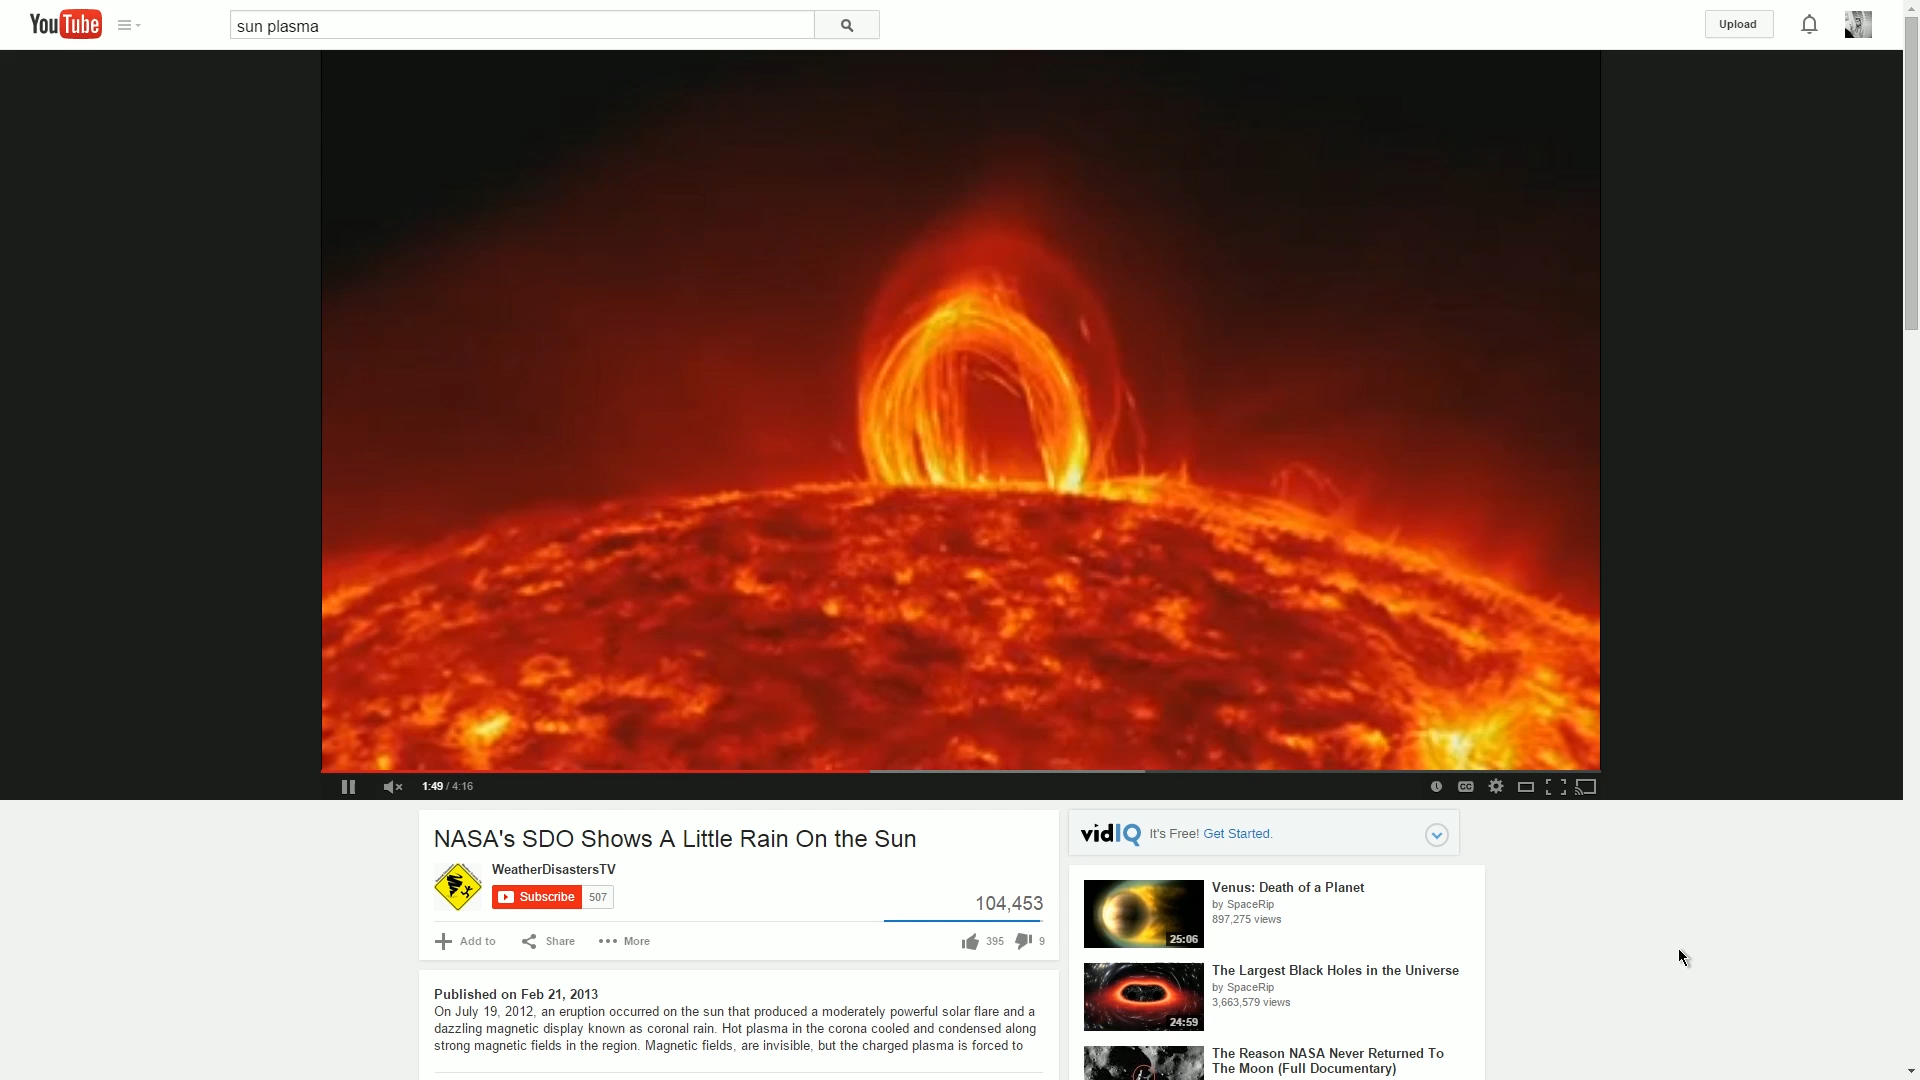 YouTube
sun plasma
Upload
1:49 / 4:16
CC
NASA's SDO Shows A Little Rain On the Sun
WeatherDisastersTV
Subscribe 507
104,453
Add to Share More 395 9
Published on Feb 21, 2013
On July 19, 2012, an eruption occurred on the sun that produced a moderately powerful solar flare and a
dazzling magnetic display known as coronal rain. Hot plasma in the corona cooled and condensed along
strong magnetic fields in the region. Magnetic fields, are invisible, but the charged plasma is forced to
vidIQ It's Free! Get Started.
Venus: Death of a Planet
by SpaceRip
897,275 views
25:06
The Largest Black Holes in the Universe
by SpaceRip
3,663,579 views
24:59
The Reason NASA Never Returned To
The Moon (Full Documentary)